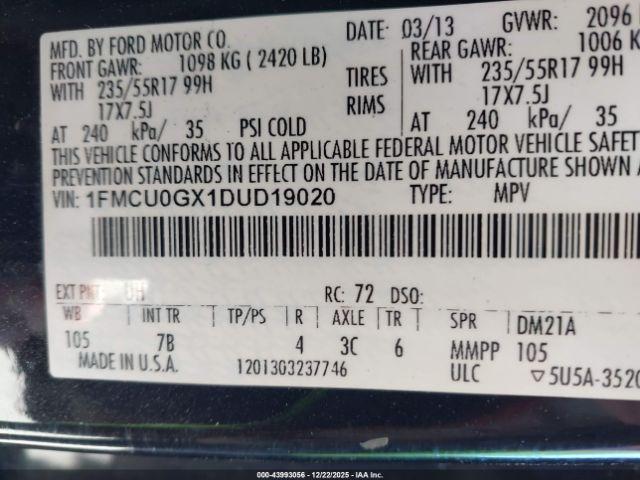 MFD. BY FORD MOTOR CO.
DATE: 03/13 GVWR: 2096
FRONT GAWR: 1098 KG ( 2420 LB)
REAR GAWR: 1006 K
WITH 235/55R17 99H TIRES WITH 235/55R17 99H
17X7.5J RIMS 17X7.5J
AT 240 kPa/ 35 PSI COLD AT 240 kPa/ 35
THIS VEHICLE CONFORMS TO ALL APPLICABLE FEDERAL MOTOR VEHICLE SAFET
PREVENTION STANDARDS IN EFFECT ON THE DATE OF MANUFACTURE SHOWN
VIN: 1FMCU0GX1DUD19020 TYPE: MPV
EXT PNT: UH RC: 72 DSO:
WB INT TR TP/PS R AXLE TR SPR DM21A
105 7B 4 3C 6 MMPP 105
MADE IN U.S.A. 1201303237746 ULC ▽5U5A-3520
000-43993056 - 12/22/2025 - IAA Inc.